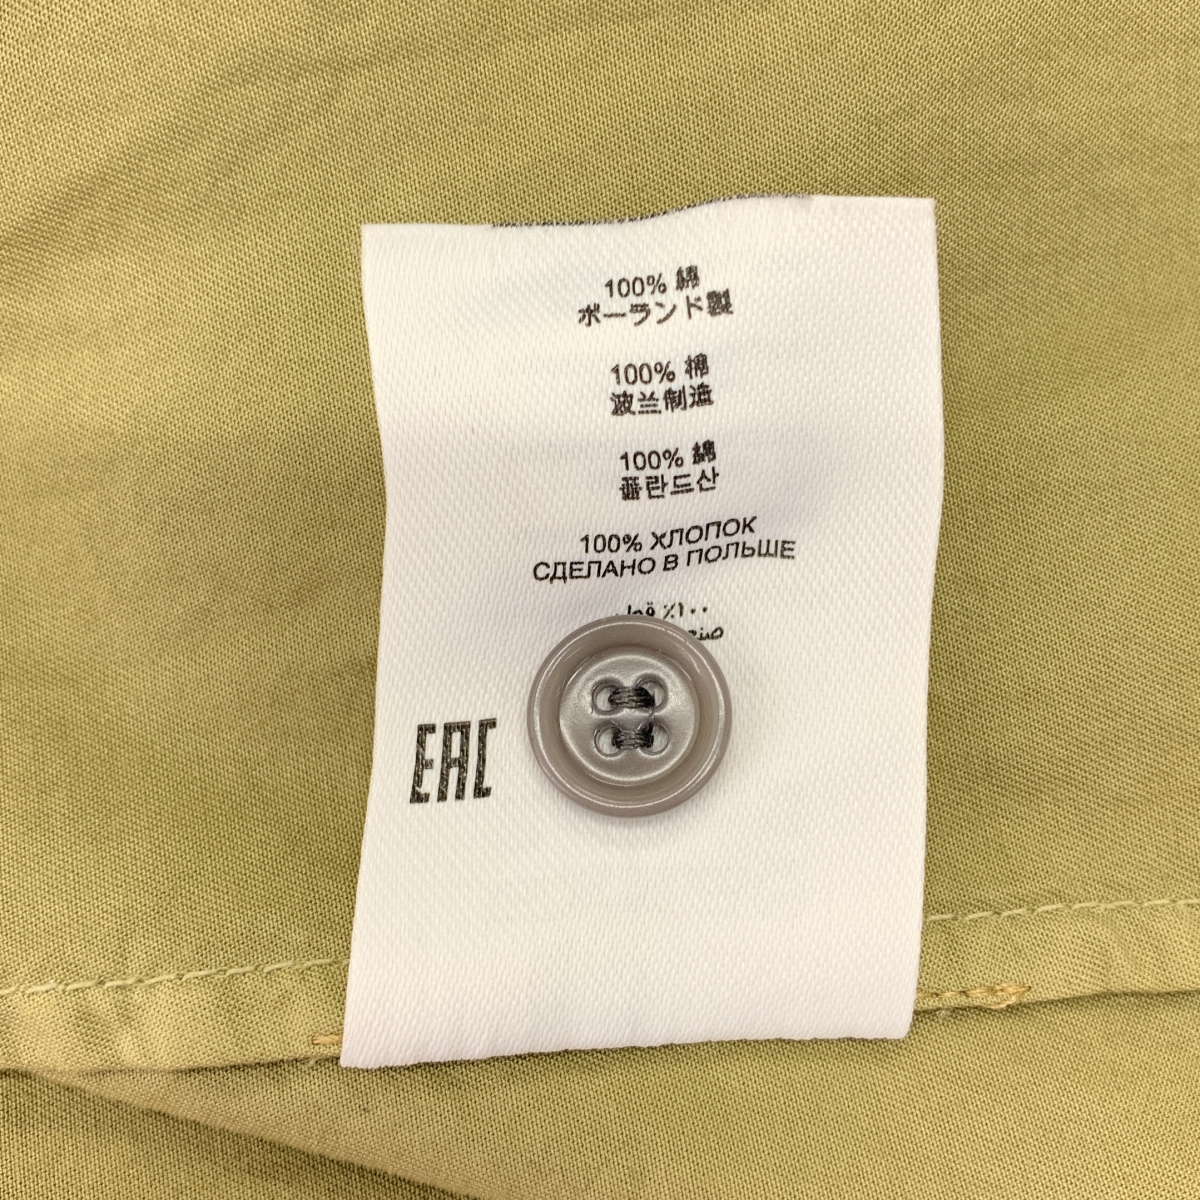 100% 綿
ポーランド製
100% 棉
波兰制造
100% 綿
폴란드산
100% ХЛОПОК
СДЕЛАНО В ПОЛЬШЕ
١٠٠٪
EAC